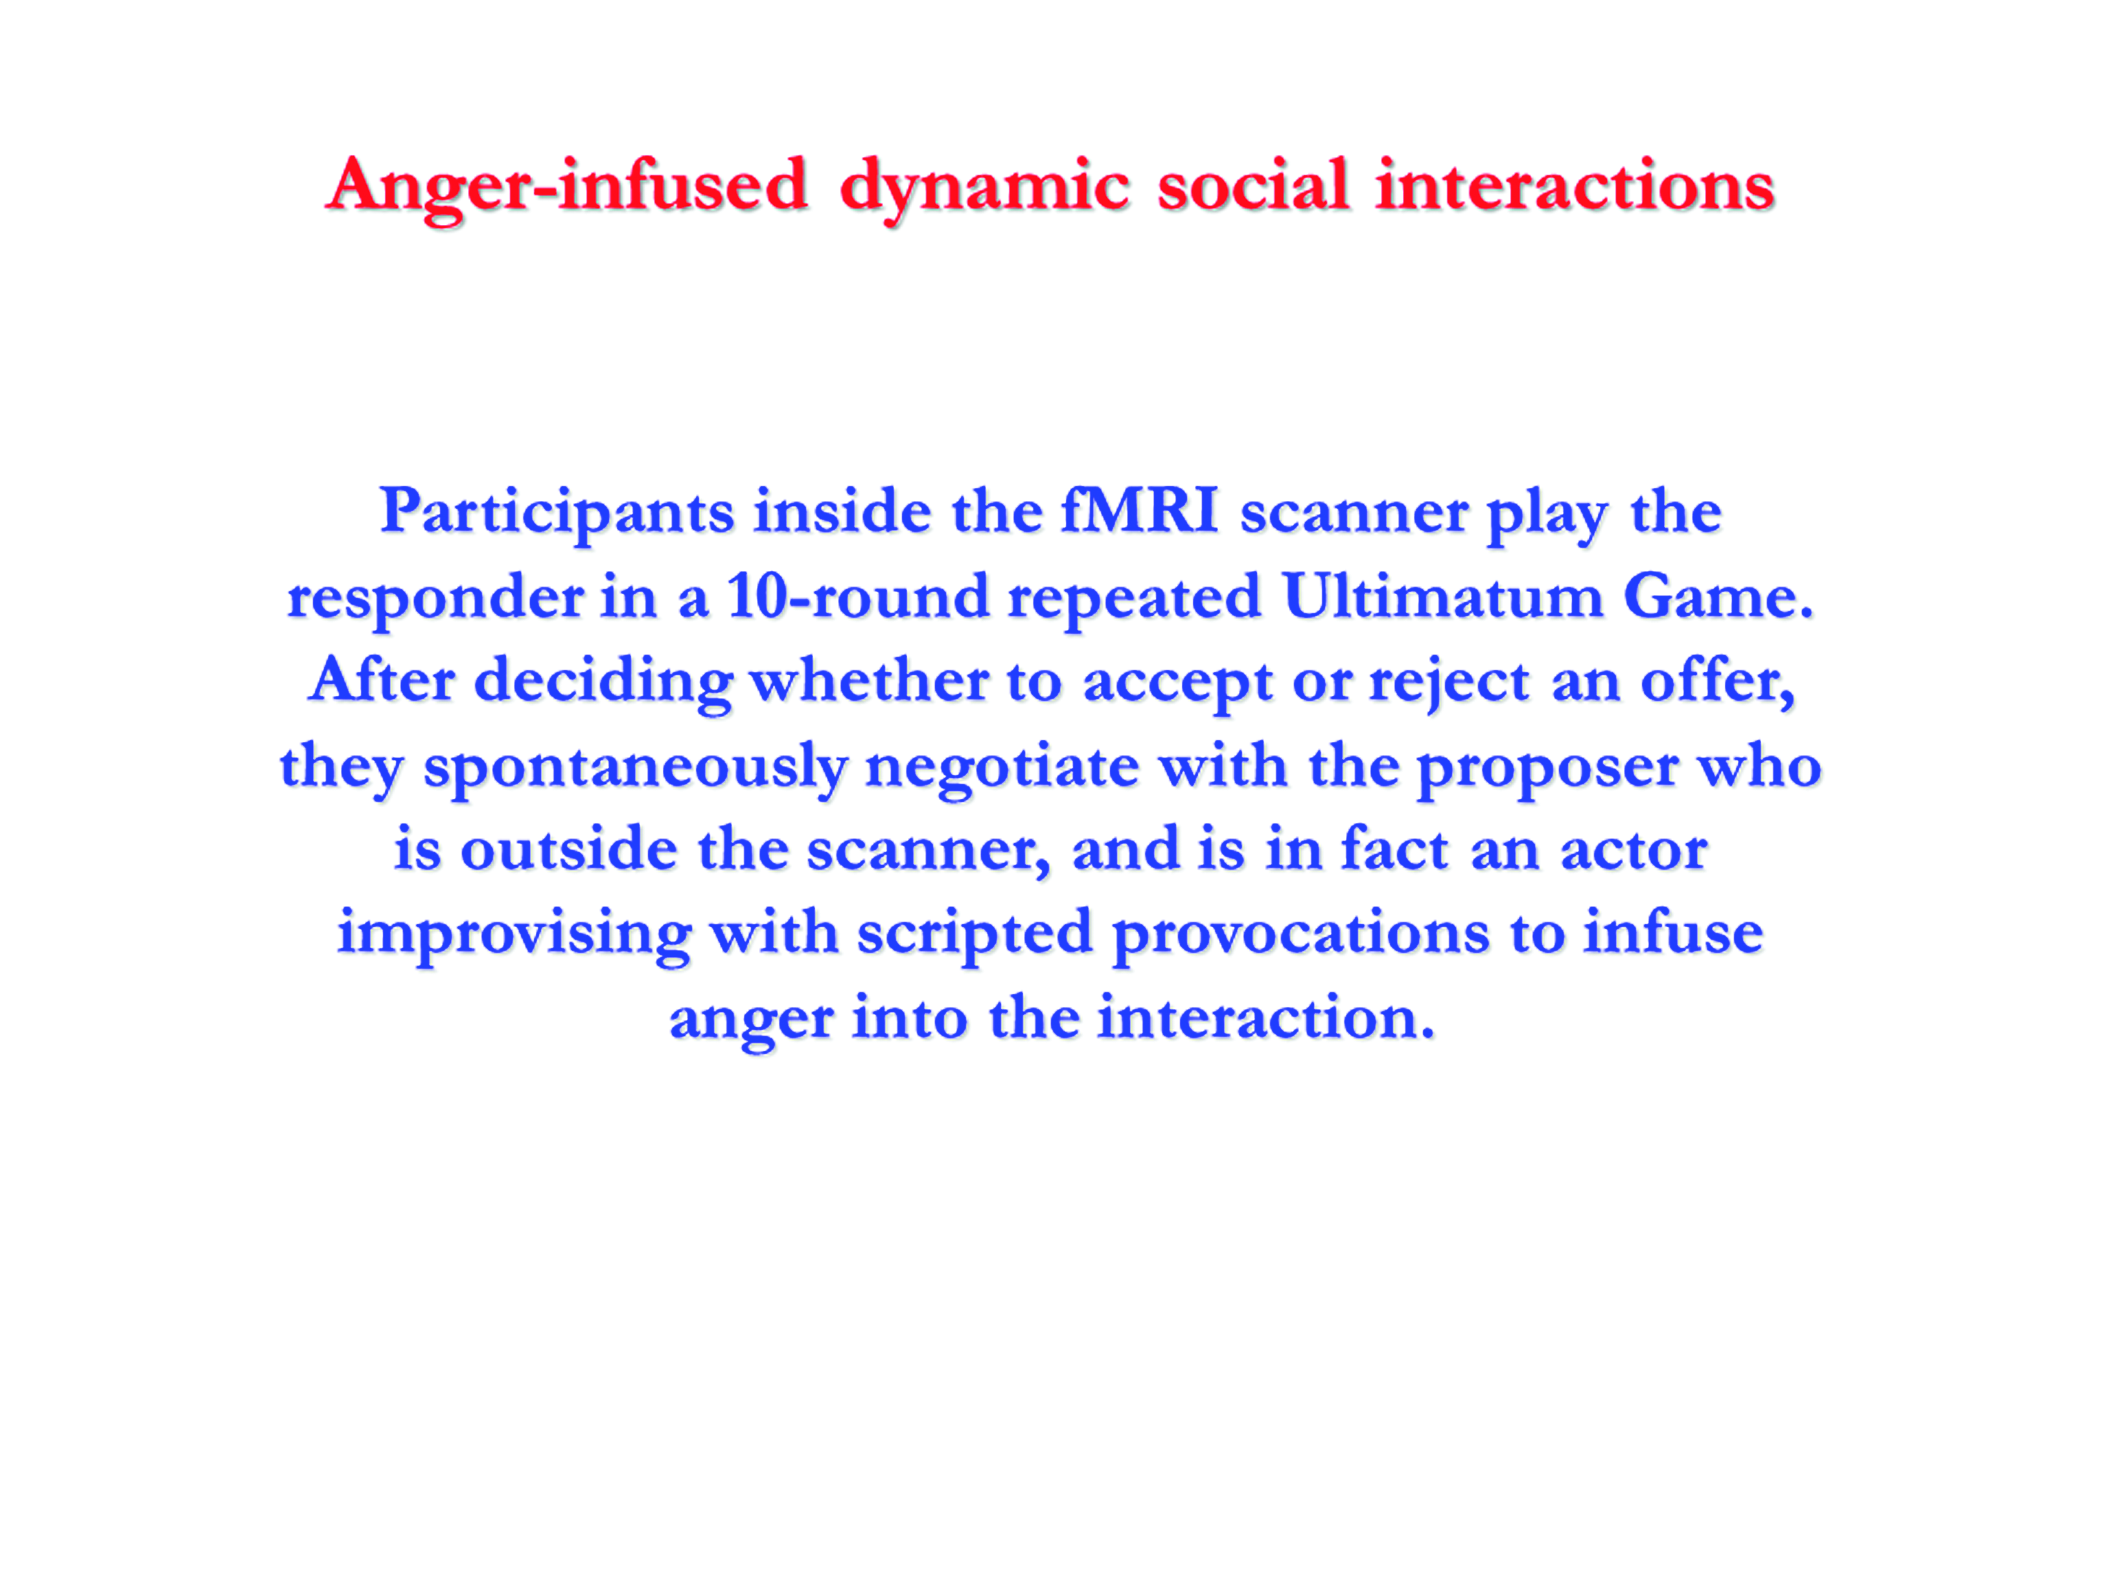 Anger-infused dynamic social interactions
Participants inside the fMRI scanner play the
responder in a 10-round repeated Ultimatum Game.
After deciding whether to accept or reject an offer,
they spontaneously negotiate with the proposer who
is outside the scanner, and is in fact an actor
improvising with scripted provocations to infuse
anger into the interaction.